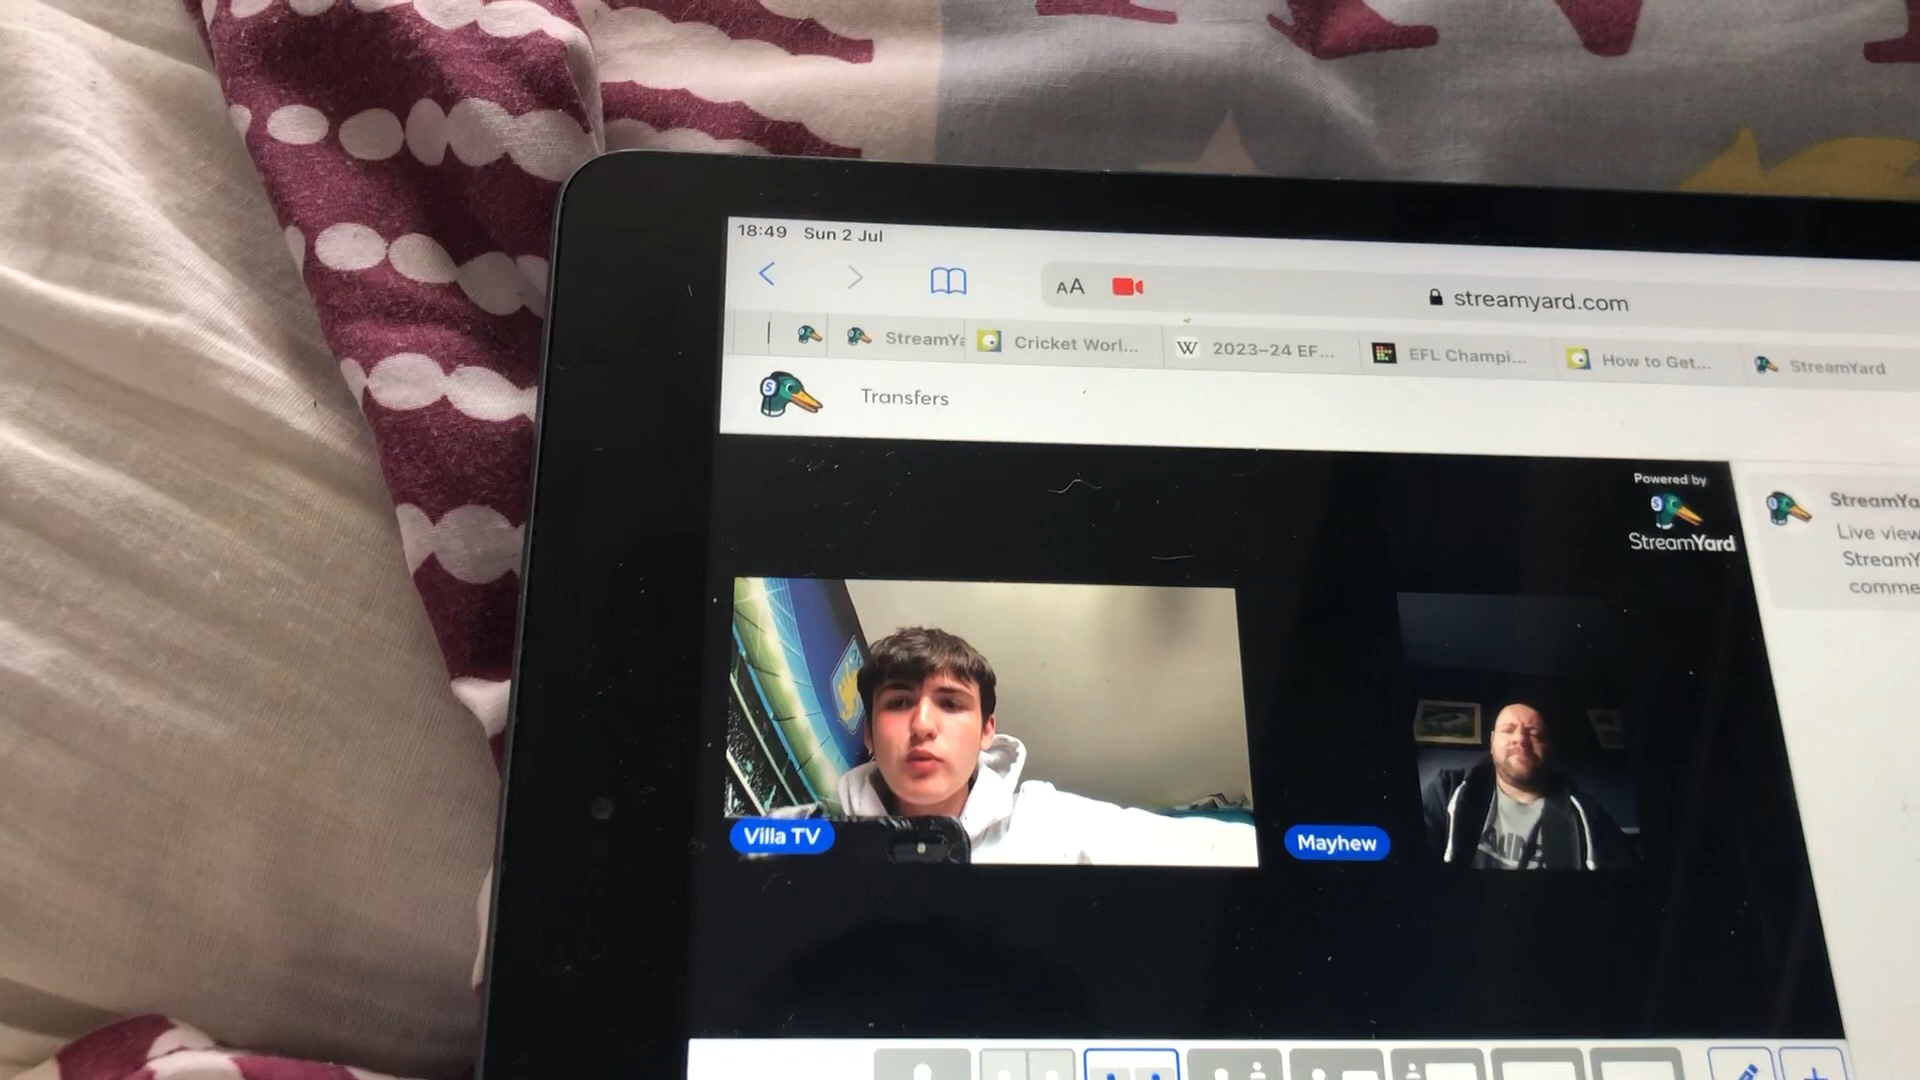 18:49 Sun 2 Jul
AA streamyard.com
StreamYa Cricket Worl... W 2023–24 EF... EFL Champi... How to Get... StreamYard
Transfers
Powered by
StreamYard
StreamYa
Live view
StreamY
comme
Villa TV
Mayhew